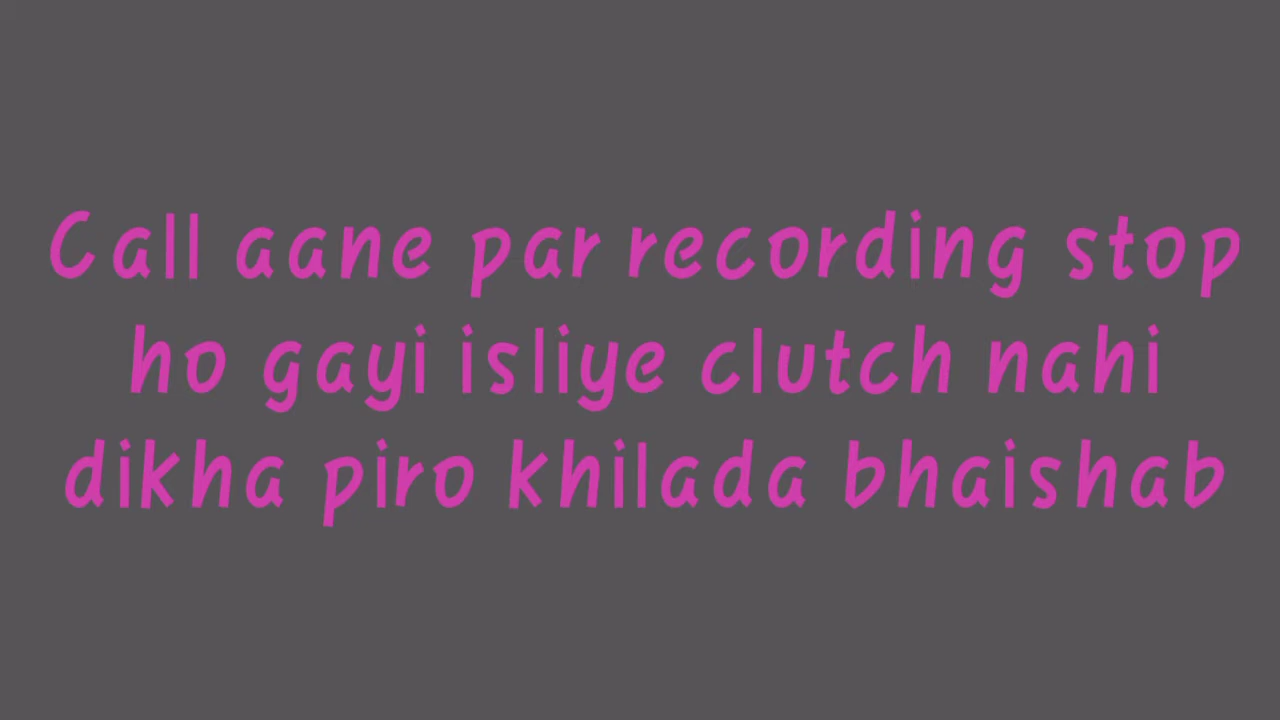 Call aane par recording stop
ho gayi isliye clutch nahi
dikha piro khilada bhaishab